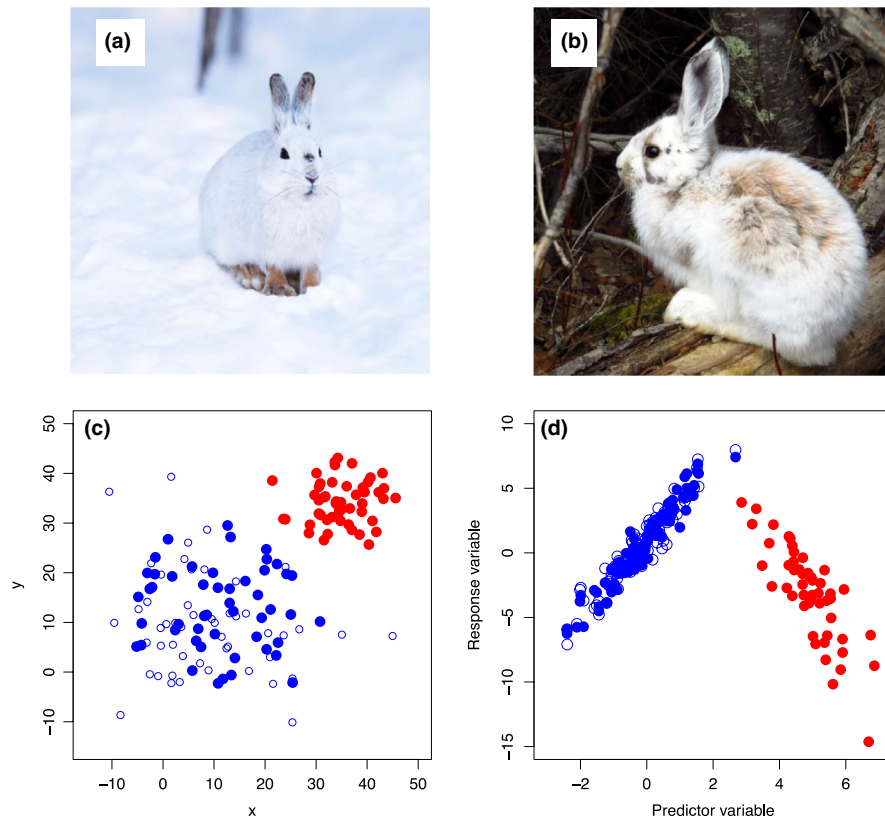 (a)
(b)
(c)
50
40
30
20
10
0
−10
y
−10 0 10 20 30 40 50
x
(d)
10
5
0
−5
−10
−15
Response variable
−2 0 2 4 6
Predictor variable